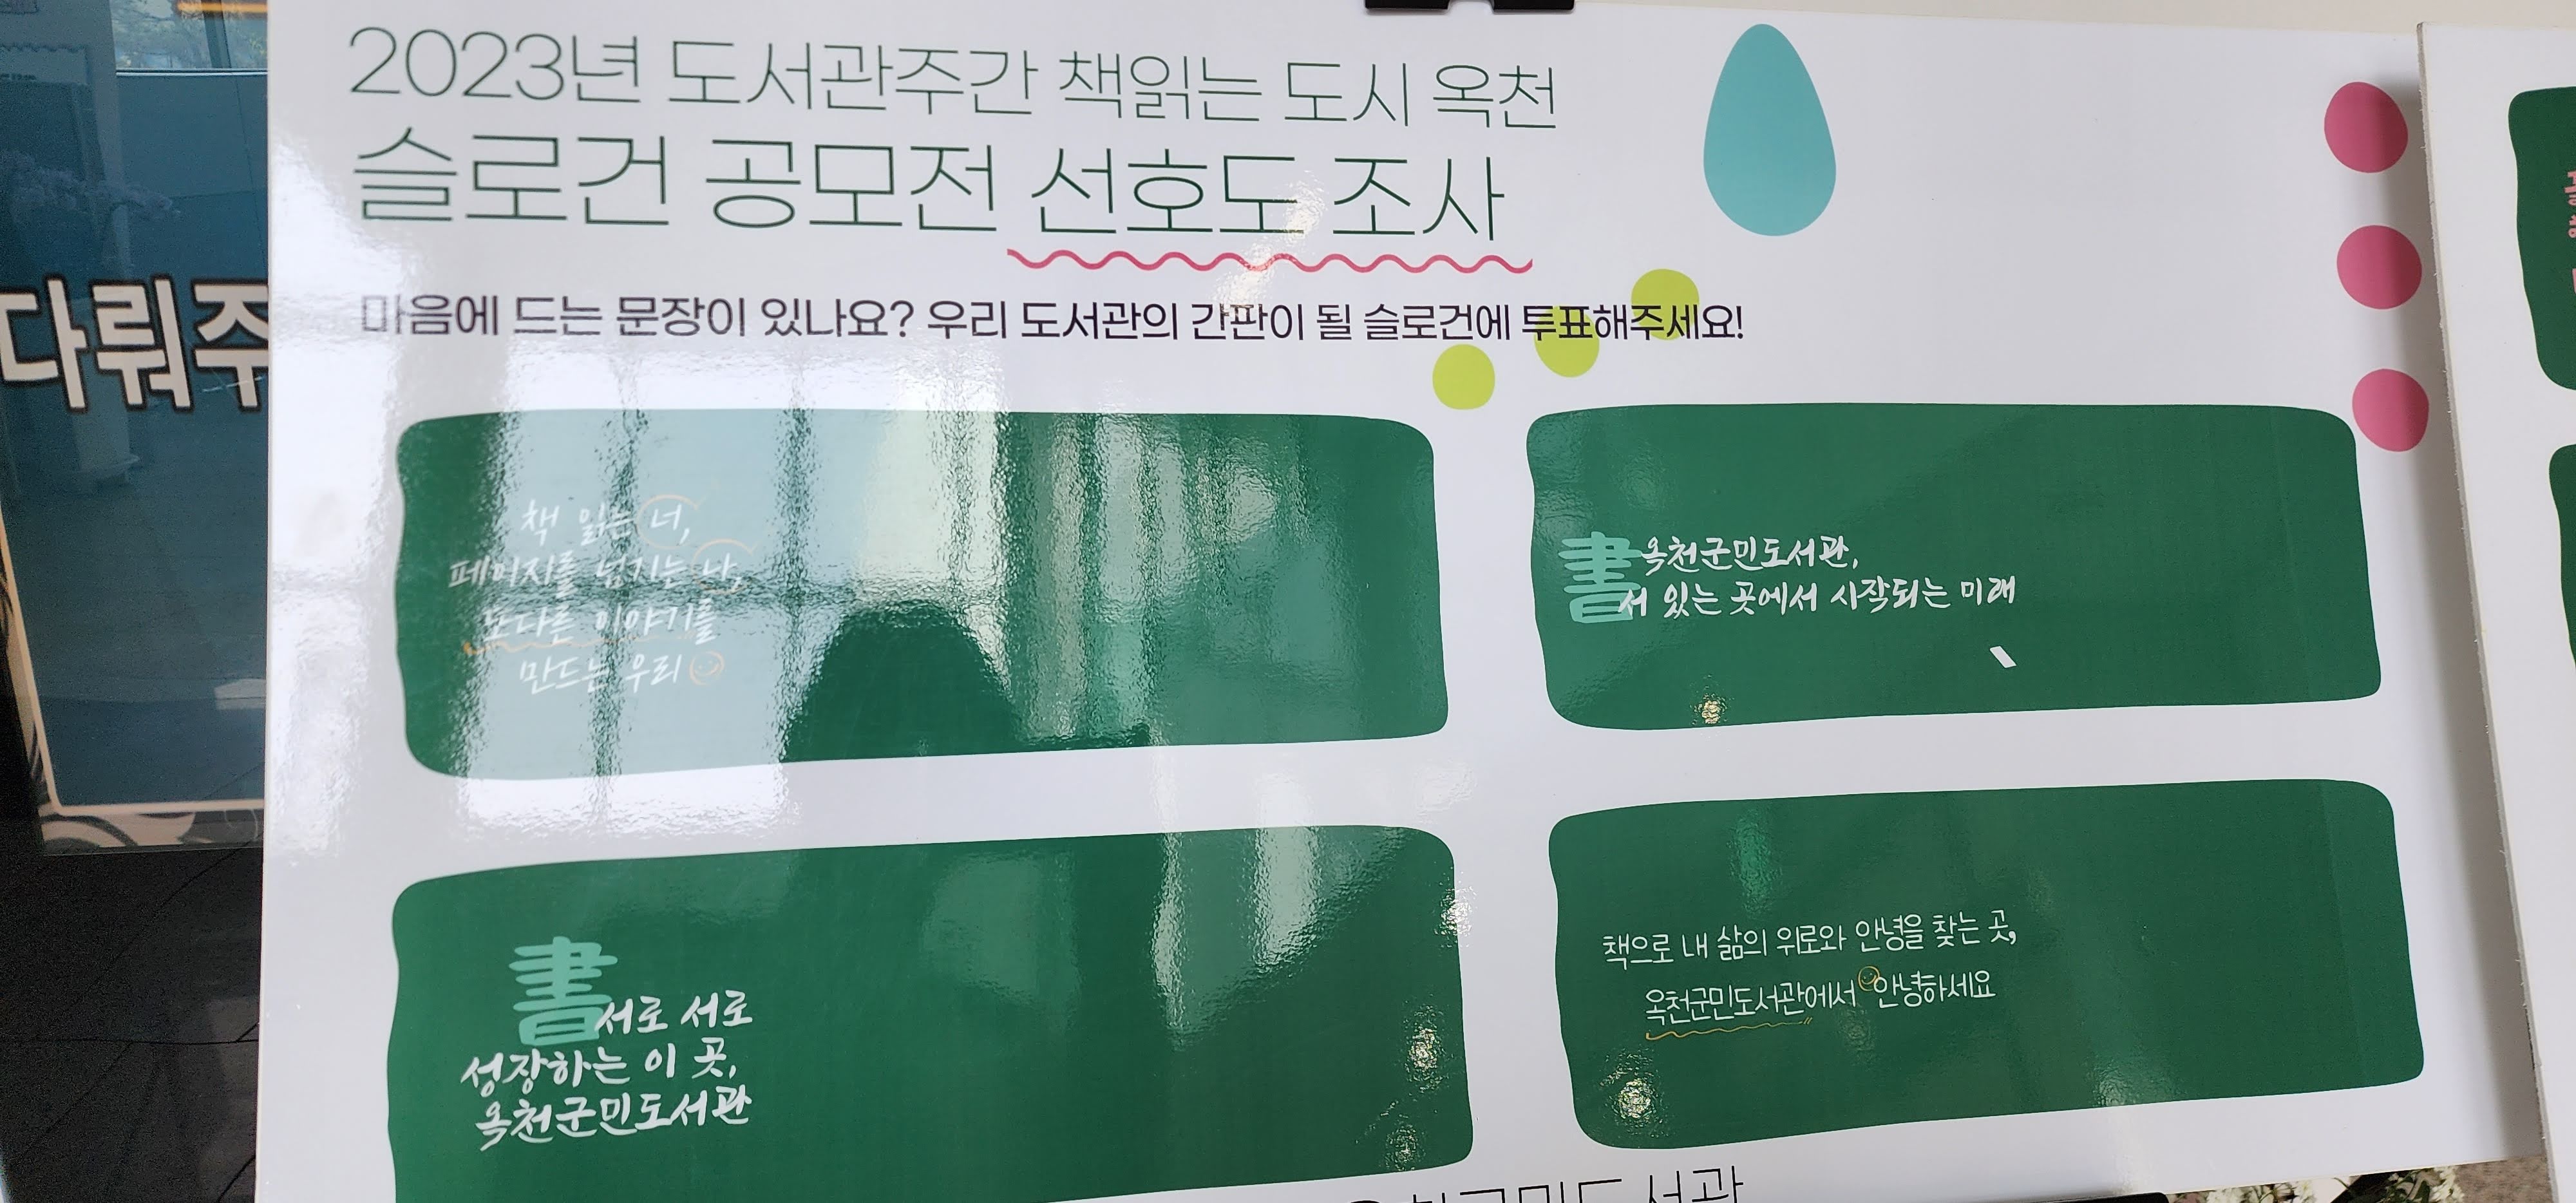 2023년 도서관주간 책읽는 도시 옥천
슬로건 공모전 선호도 조사
마음에 드는 문장이 있나요? 우리 도서관의 간판이 될 슬로건에 투표해주세요!
책 읽는 너,
페이지를 넘기는 나,
또다른 이야기를
만드는 우리
書 옥천군민도서관,
서 있는 곳에서 시작되는 미래
書
서로 서로
성장하는 이 곳,
옥천군민도서관
책으로 내 삶의 위로와 안녕을 찾는 곳,
옥천군민도서관에서 안녕하세요
다뤄주